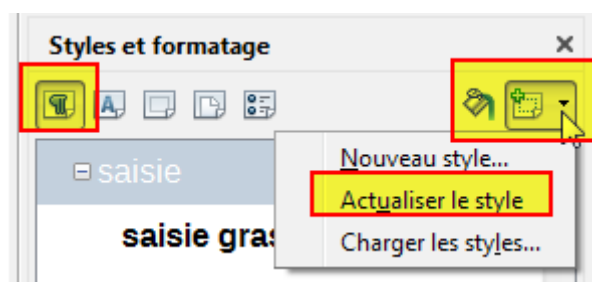 Styles et formatage
saisie
Nouveau style...
Actualiser le style
saisie gras
Charger les styles...